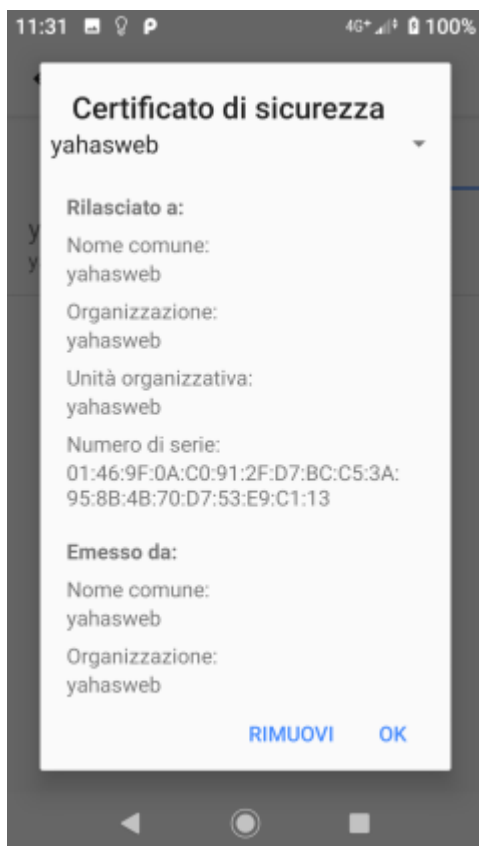 11:31 4G+ 100%
Certificato di sicurezza
yahasweb
Rilasciato a:
Nome comune:
yahasweb
Organizzazione:
yahasweb
Unità organizzativa:
yahasweb
Numero di serie:
01:46:9F:0A:C0:91:2F:D7:BC:C5:3A:
95:8B:4B:70:D7:53:E9:C1:13
Emesso da:
Nome comune:
yahasweb
Organizzazione:
yahasweb
RIMUOVI OK